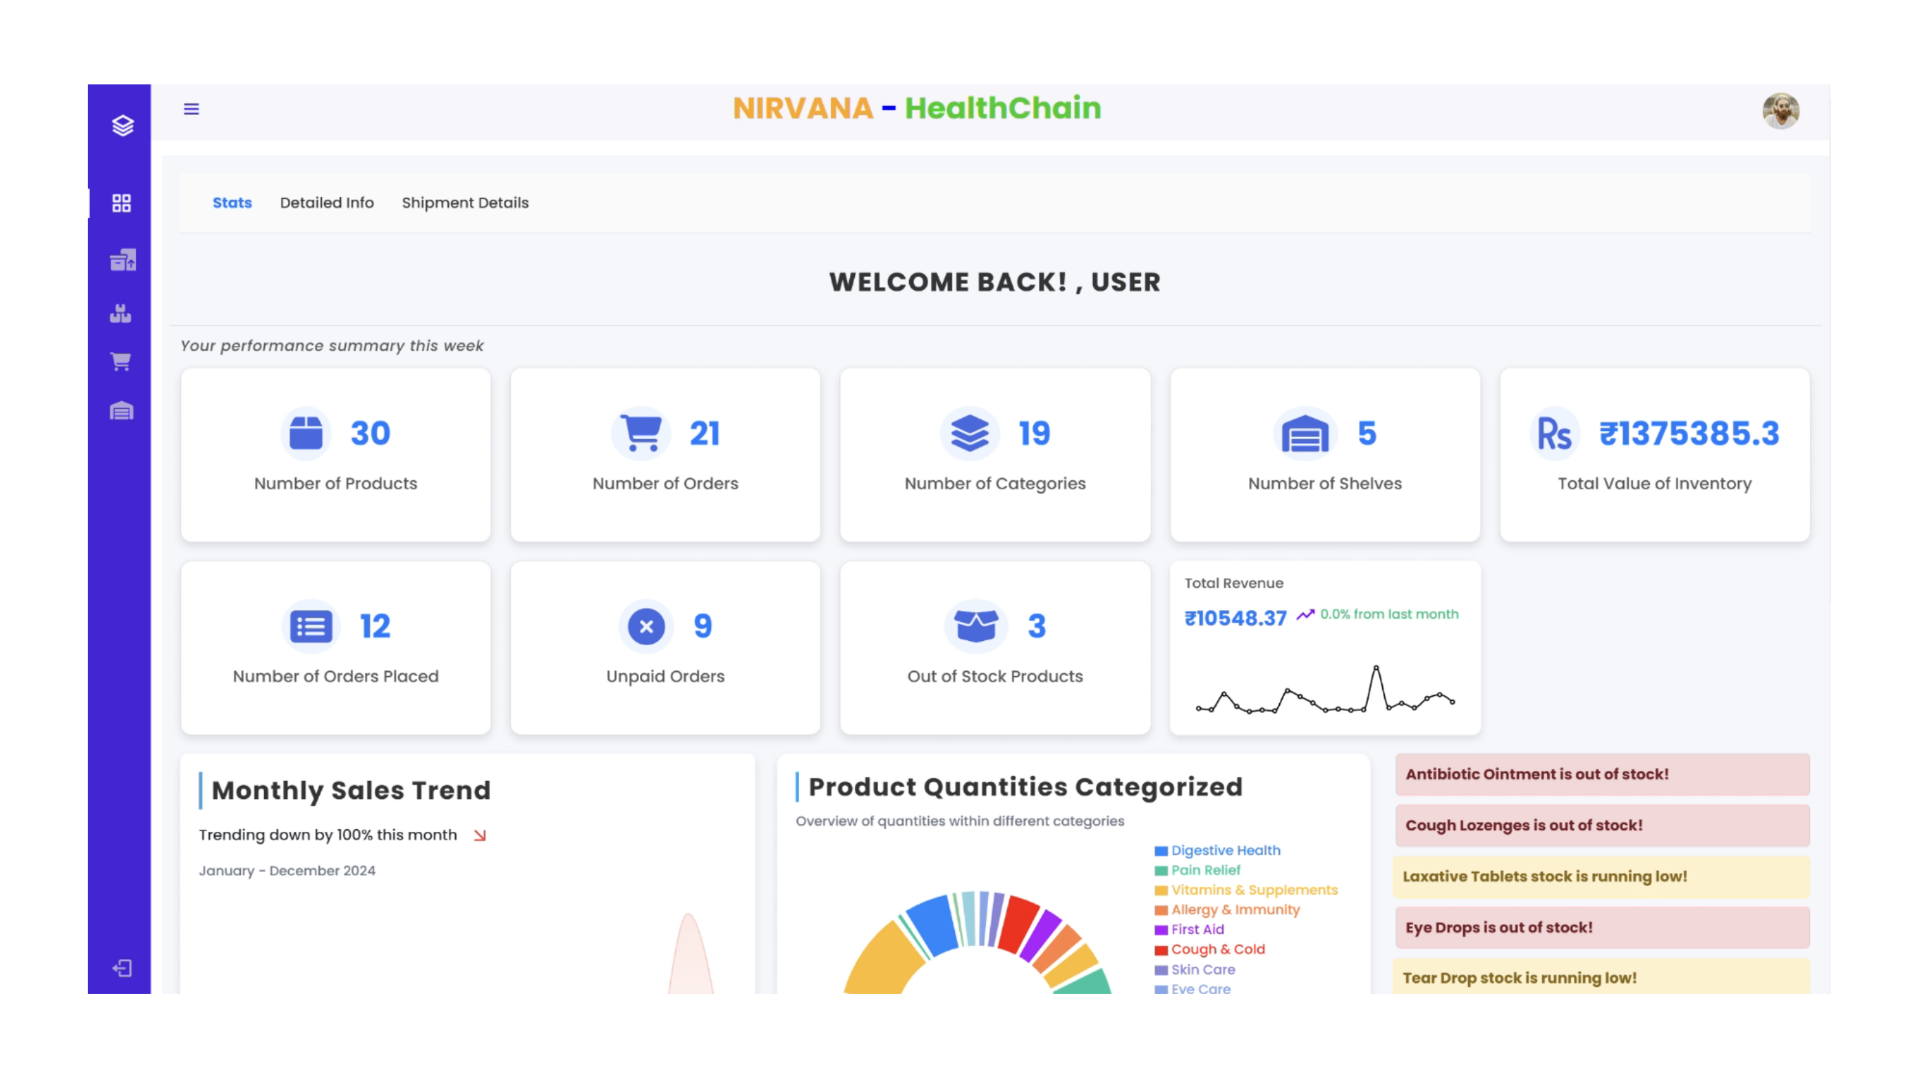 NIRVANA - HealthChain
Stats Detailed Info Shipment Details
WELCOME BACK! , USER
Your performance summary this week
30
Number of Products
21
Number of Orders
19
Number of Categories
5
Number of Shelves
Rs ₹1375385.3
Total Value of Inventory
12
Number of Orders Placed
9
Unpaid Orders
3
Out of Stock Products
Total Revenue
₹10548.37 0.0% from last month
Monthly Sales Trend
Trending down by 100% this month
January - December 2024
Product Quantities Categorized
Overview of quantities within different categories
Digestive Health
Pain Relief
Vitamins & Supplements
Allergy & Immunity
First Aid
Cough & Cold
Skin Care
Eye Care
Antibiotic Ointment is out of stock!
Cough Lozenges is out of stock!
Laxative Tablets stock is running low!
Eye Drops is out of stock!
Tear Drop stock is running low!